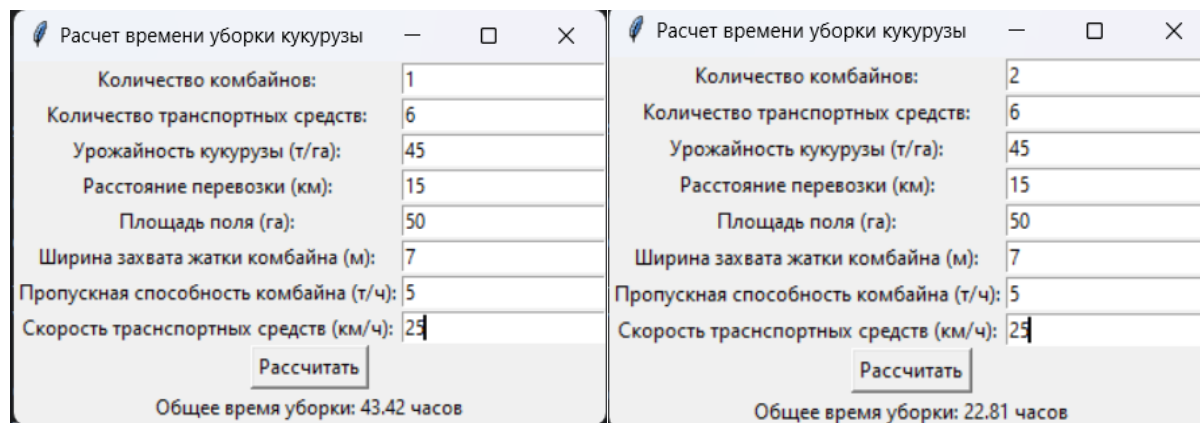 Расчет времени уборки кукурузы
Количество комбайнов: 1
Количество транспортных средств: 6
Урожайность кукурузы (т/га): 45
Расстояние перевозки (км): 15
Площадь поля (га): 50
Ширина захвата жатки комбайна (м): 7
Пропускная способность комбайна (т/ч): 5
Скорость траснспортных средств (км/ч): 25
Рассчитать
Общее время уборки: 43.42 часов
Расчет времени уборки кукурузы
Количество комбайнов: 2
Количество транспортных средств: 6
Урожайность кукурузы (т/га): 45
Расстояние перевозки (км): 15
Площадь поля (га): 50
Ширина захвата жатки комбайна (м): 7
Пропускная способность комбайна (т/ч): 5
Скорость траснспортных средств (км/ч): 25
Рассчитать
Общее время уборки: 22.81 часов